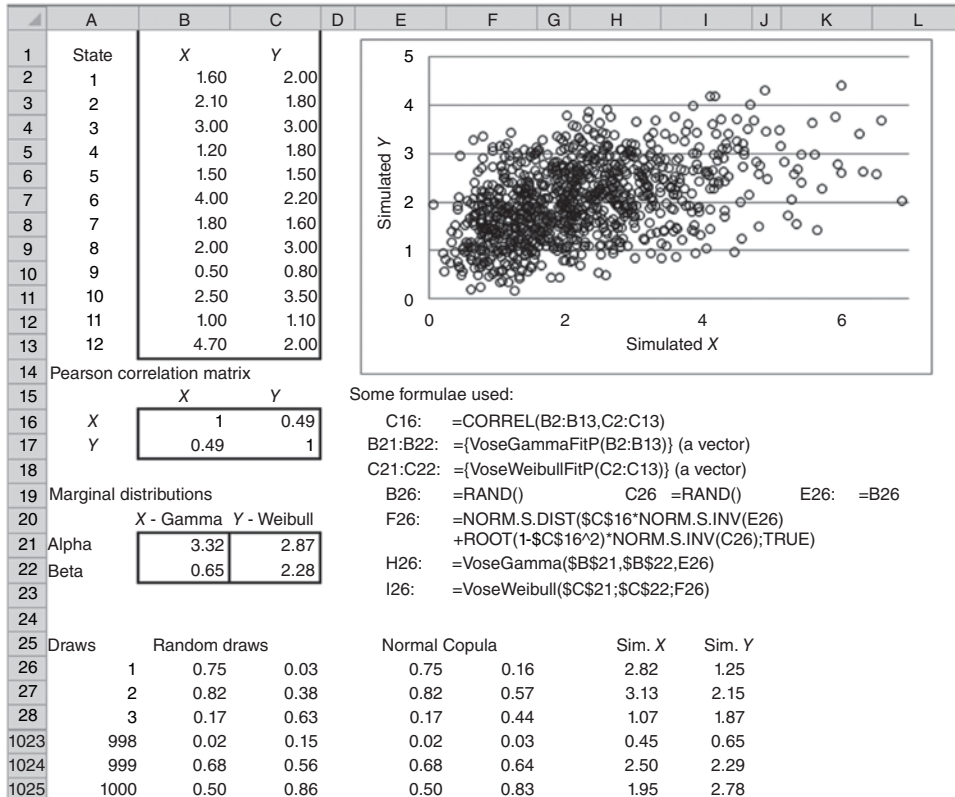 A B C D E F G H I J K L
1 State X Y
2 1 1.60 2.00
3 2 2.10 1.80
4 3 3.00 3.00
5 4 1.20 1.80
6 5 1.50 1.50
7 6 4.00 2.20
8 7 1.80 1.60
9 8 2.00 3.00
10 9 0.50 0.80
11 10 2.50 3.50
12 11 1.00 1.10
13 12 4.70 2.00
5
4
3
2
1
0
Simulated Y
0 2 4 6
Simulated X
14 Pearson correlation matrix
15 X Y Some formulae used:
16 X 1 0.49 C16: =CORREL(B2:B13,C2:C13)
17 Y 0.49 1 B21:B22: ={VoseGammaFitP(B2:B13)} (a vector)
18 C21:C22: ={VoseWeibullFitP(C2:C13)} (a vector)
19 Marginal distributions B26: =RAND() C26 =RAND() E26: =B26
20 X - Gamma Y - Weibull F26: =NORM.S.DIST($C$16*NORM.S.INV(E26)
21 Alpha 3.32 2.87 +ROOT(1-$C$16^2)*NORM.S.INV(C26);TRUE)
22 Beta 0.65 2.28 H26: =VoseGamma($B$21,$B$22,E26)
23 I26: =VoseWeibull($C$21;$C$22;F26)
24
25 Draws Random draws Normal Copula Sim. X Sim. Y
26 1 0.75 0.03 0.75 0.16 2.82 1.25
27 2 0.82 0.38 0.82 0.57 3.13 2.15
28 3 0.17 0.63 0.17 0.44 1.07 1.87
1023 998 0.02 0.15 0.02 0.03 0.45 0.65
1024 999 0.68 0.56 0.68 0.64 2.50 2.29
1025 1000 0.50 0.86 0.50 0.83 1.95 2.78